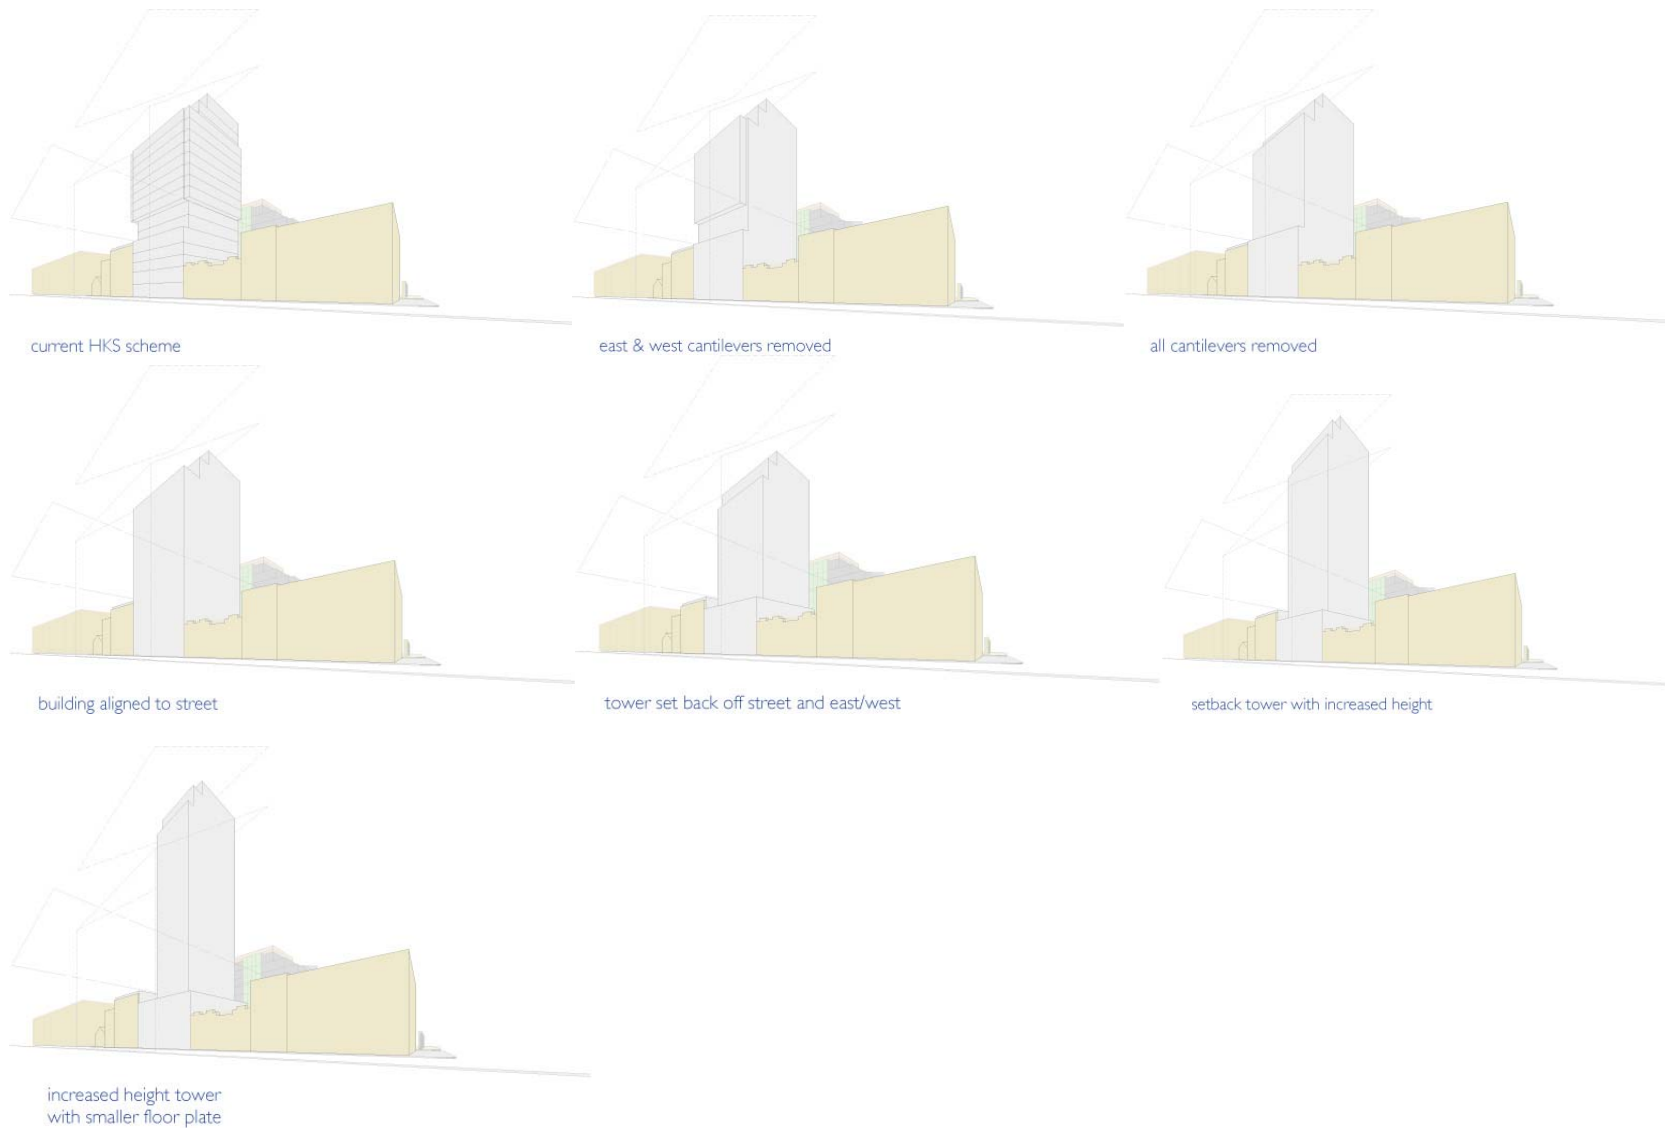 current HKS scheme
east & west cantilevers removed
all cantilevers removed
building aligned to street
tower set back off street and east/west
setback tower with increased height
increased height tower
with smaller floor plate